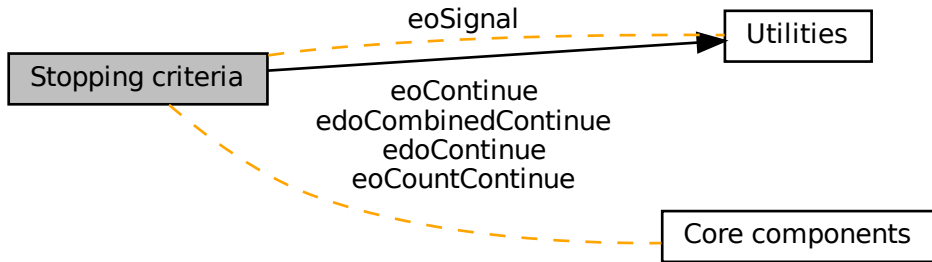 eoSignal
Utilities
Stopping criteria
eoContinue
edoCombinedContinue
edoContinue
eoCountContinue
Core components